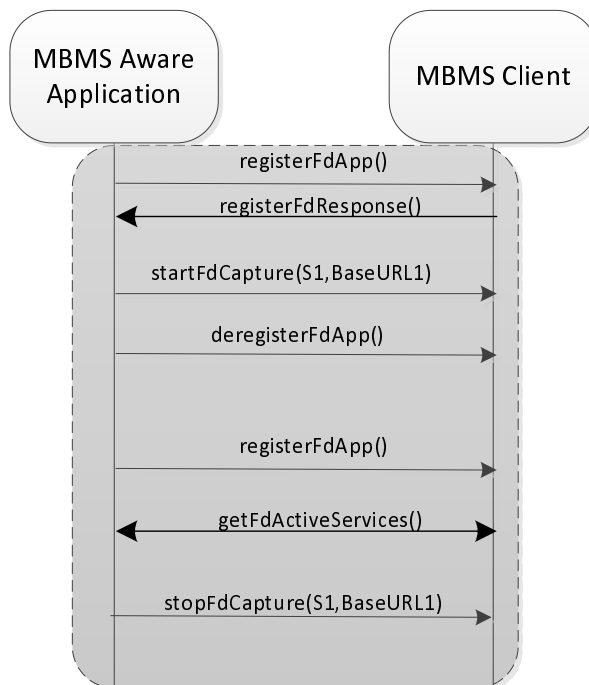 MBMS Aware
Application
MBMS Client
registerFdApp()
registerFdResponse()
startFdCapture(S1,BaseURL1)
deregisterFdApp()
registerFdApp()
getFdActiveServices()
stopFdCapture(S1,BaseURL1)